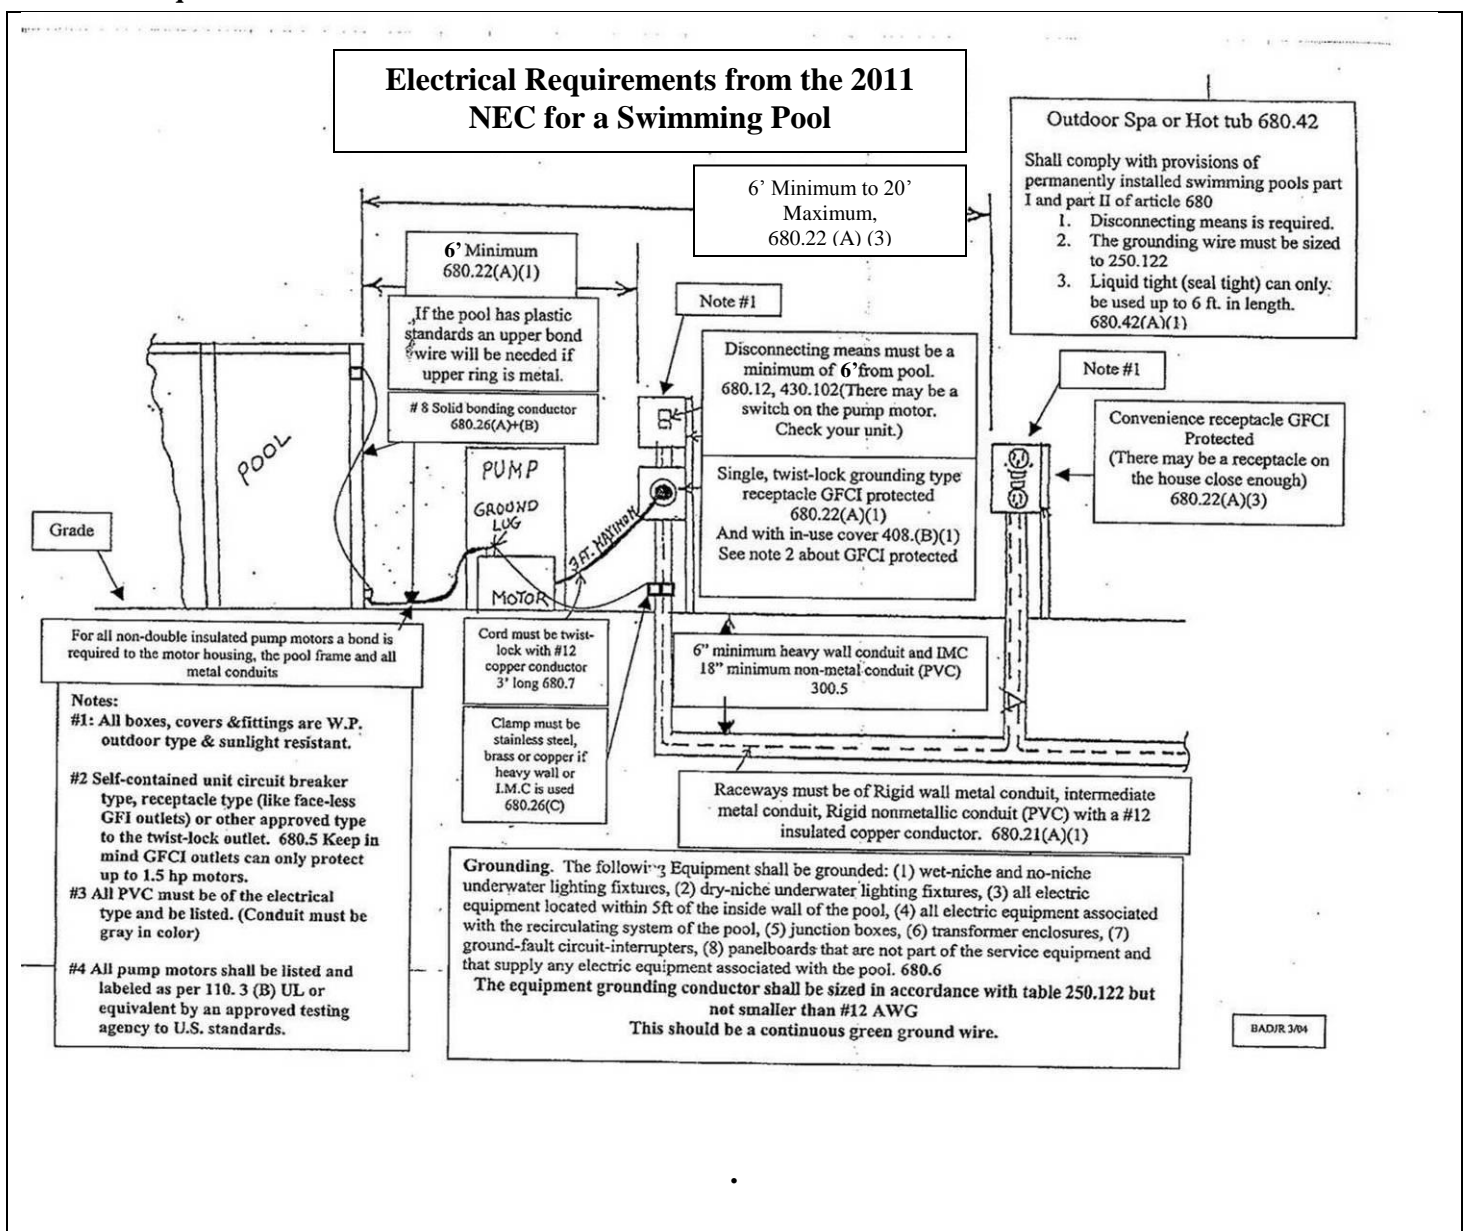 Electrical Requirements from the 2011
NEC for a Swimming Pool
Outdoor Spa or Hot tub 680.42
Shall comply with provisions of
permanently installed swimming pools part
I and part II of article 680
1. Disconnecting means is required.
2. The grounding wire must be sized
to 250.122
3. Liquid tight (seal tight) can only
be used up to 6 ft. in length.
680.42(A)(1)
6’ Minimum to 20’
Maximum,
680.22 (A) (3)
6’ Minimum
680.22(A)(1)
If the pool has plastic
standards an upper bond
wire will be needed if
upper ring is metal.
# 8 Solid bonding conductor
680.26(A)+(B)
Note #1
Disconnecting means must be a
minimum of 6’from pool.
680.12, 430.102(There may be a
switch on the pump motor.
Check your unit.)
Single, twist-lock grounding type
receptacle GFCI protected
680.22(A)(1)
And with in-use cover 408.(B)(1)
See note 2 about GFCI protected
Note #1
Convenience receptacle GFCI
Protected
(There may be a receptacle on
the house close enough)
680.22(A)(3)
POOL
PUMP
GROUND
LUG
MOTOR
3 FT. MAXIMUM
Grade
For all non-double insulated pump motors a bond is
required to the motor housing, the pool frame and all
metal conduits
Cord must be twist-
lock with #12
copper conductor
3’ long 680.7
6” minimum heavy wall conduit and IMC
18” minimum non-metal conduit (PVC)
300.5
Clamp must be
stainless steel,
brass or copper if
heavy wall or
I.M.C is used
680.26(C)
Raceways must be of Rigid wall metal conduit, intermediate
metal conduit, Rigid nonmetallic conduit (PVC) with a #12
insulated copper conductor. 680.21(A)(1)
Notes:
#1: All boxes, covers &fittings are W.P.
outdoor type & sunlight resistant.
#2 Self-contained unit circuit breaker
type, receptacle type (like face-less
GFI outlets) or other approved type
to the twist-lock outlet. 680.5 Keep in
mind GFCI outlets can only protect
up to 1.5 hp motors.
#3 All PVC must be of the electrical
type and be listed. (Conduit must be
gray in color)
#4 All pump motors shall be listed and
labeled as per 110. 3 (B) UL or
equivalent by an approved testing
agency to U.S. standards.
Grounding. The following Equipment shall be grounded: (1) wet-niche and no-niche
underwater lighting fixtures, (2) dry-niche underwater lighting fixtures, (3) all electric
equipment located within 5ft of the inside wall of the pool, (4) all electric equipment associated
with the recirculating system of the pool, (5) junction boxes, (6) transformer enclosures, (7)
ground-fault circuit-interrupters, (8) panelboards that are not part of the service equipment and
that supply any electric equipment associated with the pool. 680.6
The equipment grounding conductor shall be sized in accordance with table 250.122 but
not smaller than #12 AWG
This should be a continuous green ground wire.
BADJR 3/04